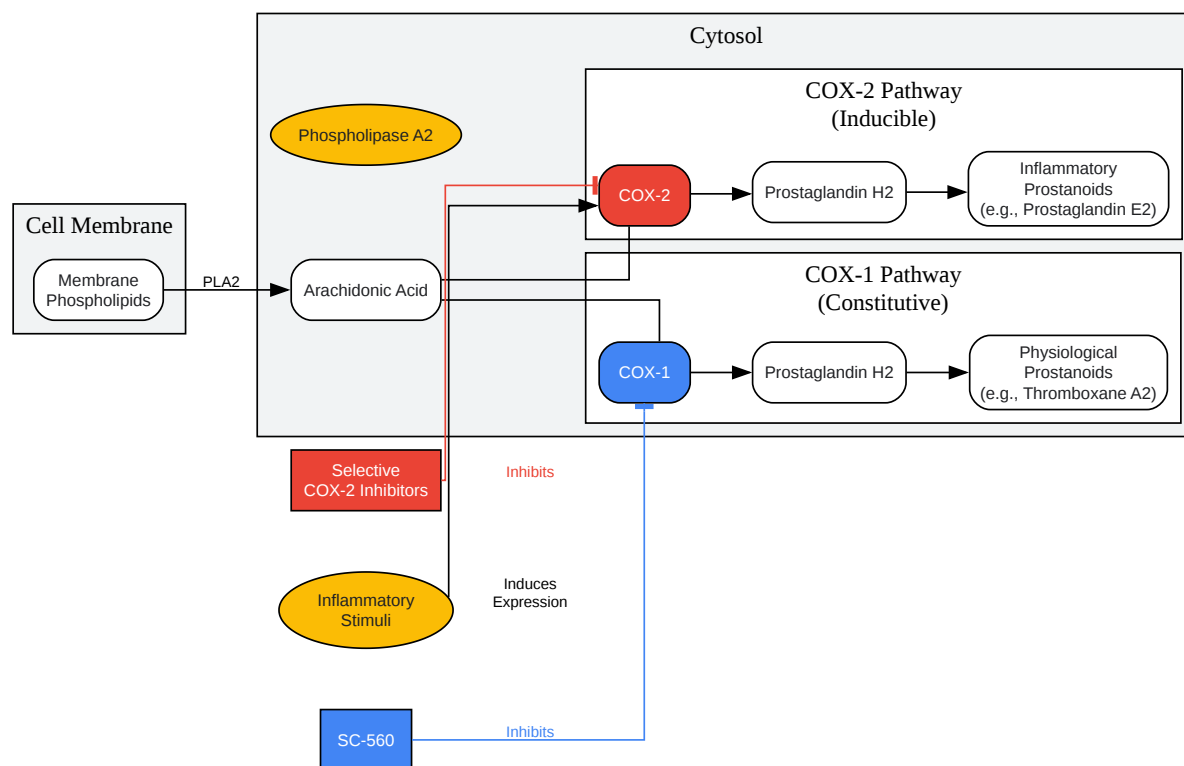 Cytosol
COX-2 Pathway
(Inducible)
Phospholipase A2
COX-2
Prostaglandin H2
Inflammatory
Prostanoids
(e.g., Prostaglandin E2)
Cell Membrane
Membrane
Phospholipids
PLA2
Arachidonic Acid
COX-1 Pathway
(Constitutive)
COX-1
Prostaglandin H2
Physiological
Prostanoids
(e.g., Thromboxane A2)
Selective
COX-2 Inhibitors
Inhibits
Inflammatory
Stimuli
Induces
Expression
SC-560
Inhibits